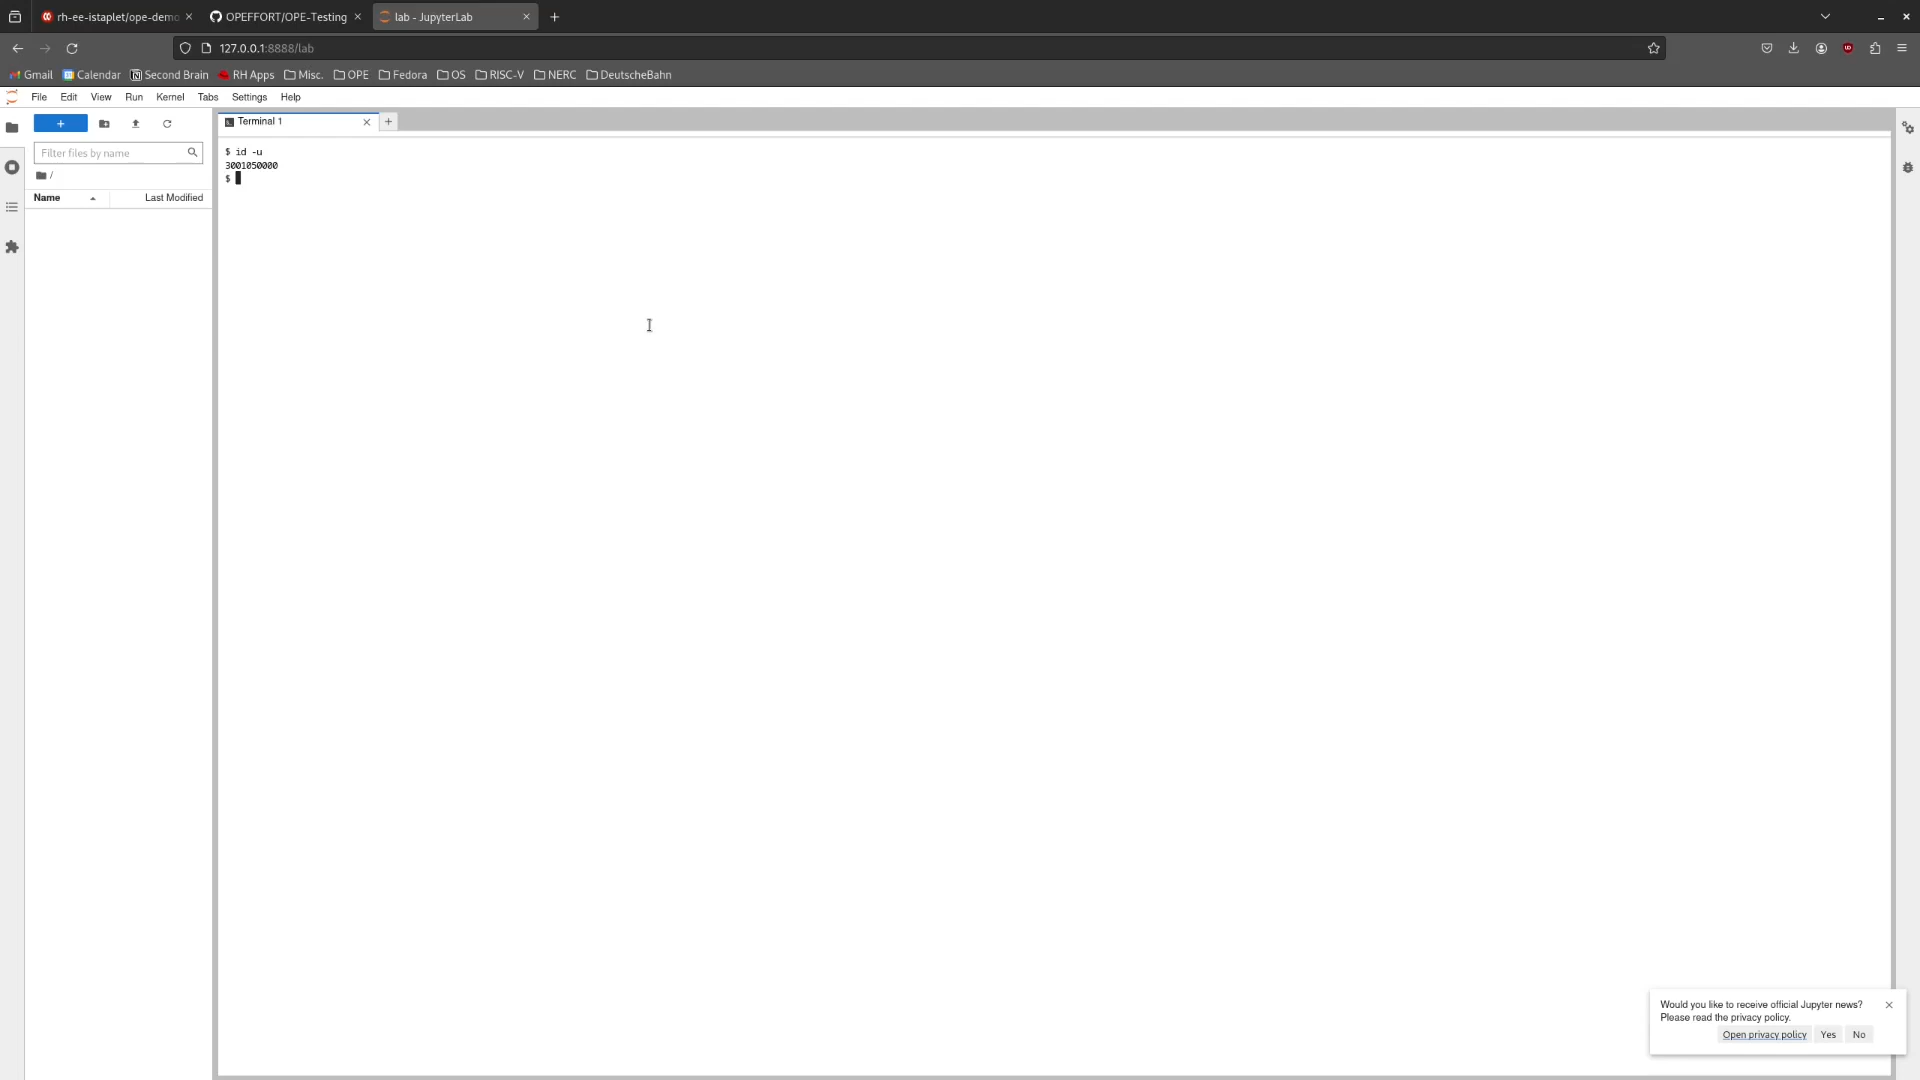 rh-ee-istaplet/ope-demo
OPEFFORT/OPE-Testing
lab - JupyterLab
127.0.0.1:8888/lab
Gmail
Calendar
Second Brain
RH Apps
Misc.
OPE
Fedora
OS
RISC-V
NERC
DeutscheBahn
File Edit View Run Kernel Tabs Settings Help
Terminal 1
Filter files by name
/
Name
Last Modified
$ id -u
3001050000
$
Would you like to receive official Jupyter news?
Please read the privacy policy.
Open privacy policy
Yes
No